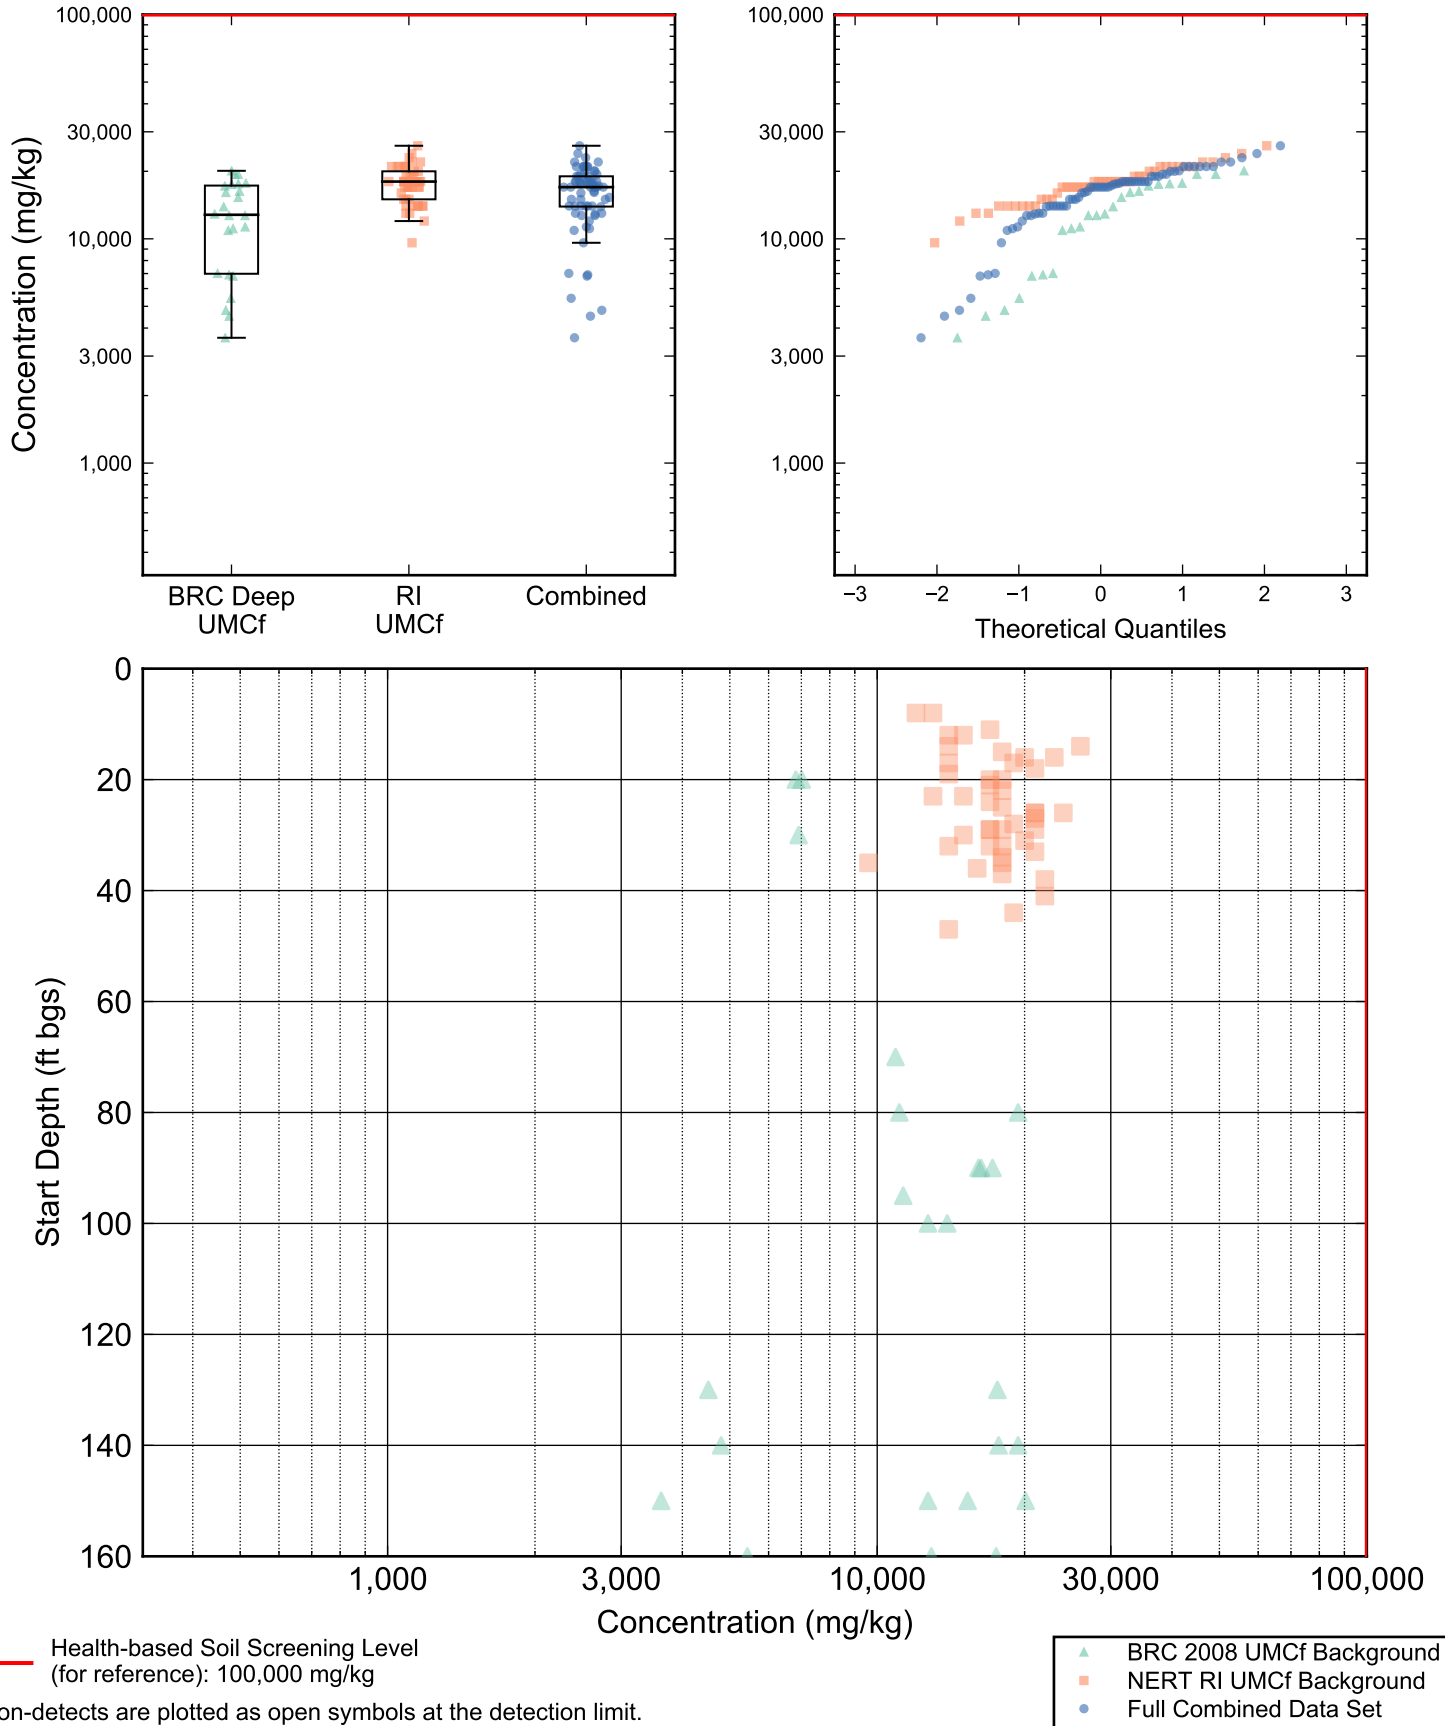 100,000
30,000
10,000
3,000
1,000
Concentration (mg/kg)
BRC Deep
UMCf
RI
UMCf
Combined
100,000
30,000
10,000
3,000
1,000
−3 −2 −1 0 1 2 3
Theoretical Quantiles
0
20
40
60
80
100
120
140
160
Start Depth (ft bgs)
1,000 3,000 10,000 30,000 100,000
Concentration (mg/kg)
Health-based Soil Screening Level
(for reference): 100,000 mg/kg
on-detects are plotted as open symbols at the detection limit.
BRC 2008 UMCf Background
NERT RI UMCf Background
Full Combined Data Set